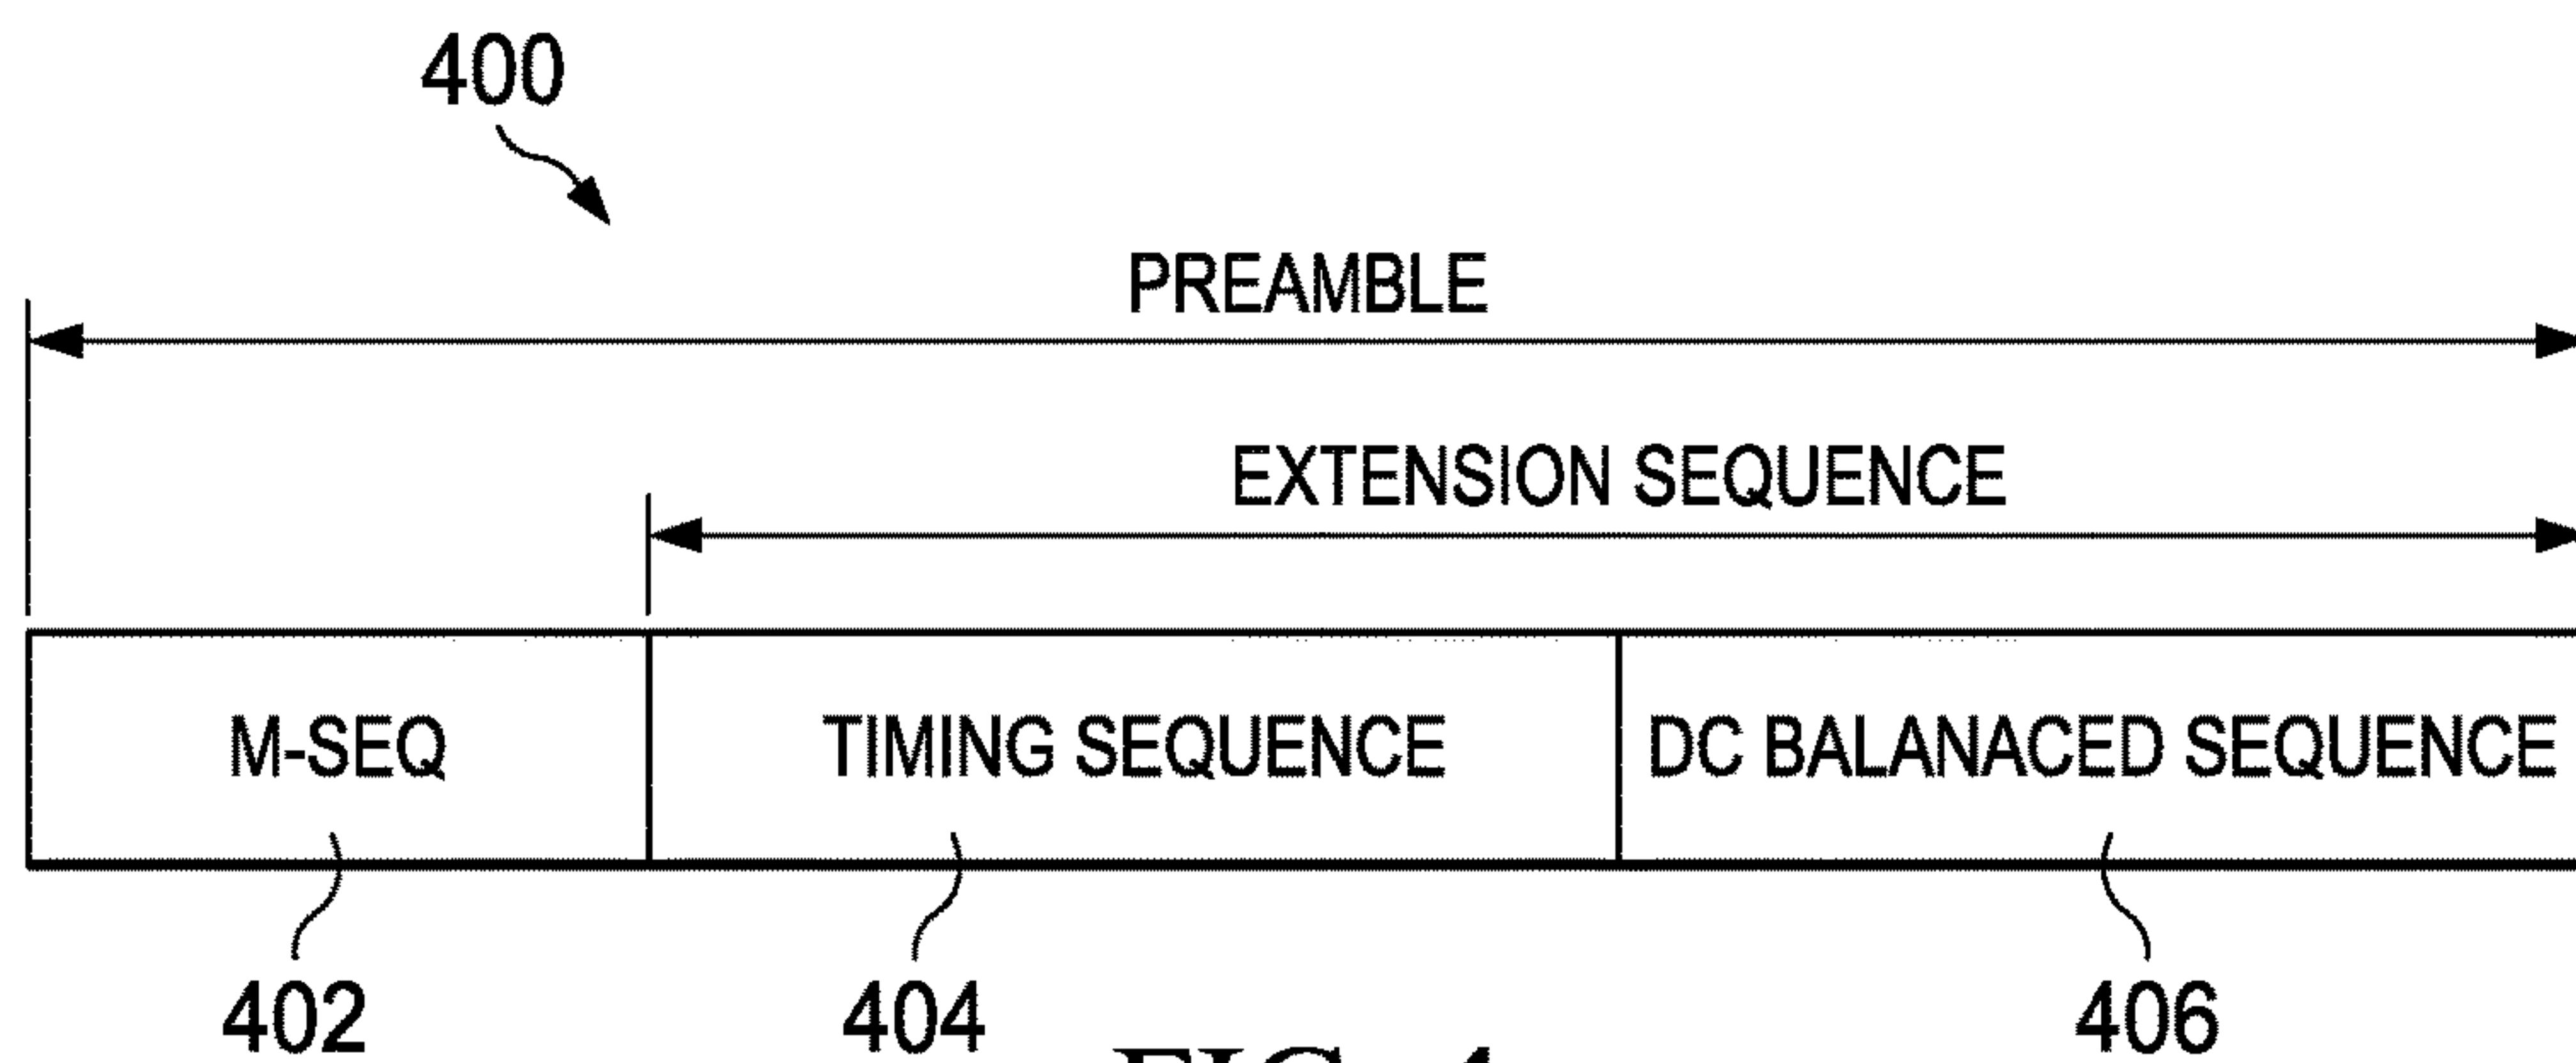 400
PREAMBLE
EXTENSION SEQUENCE
M-SEQ TIMING SEQUENCE DC BALANACED SEQUENCE
402 404 406